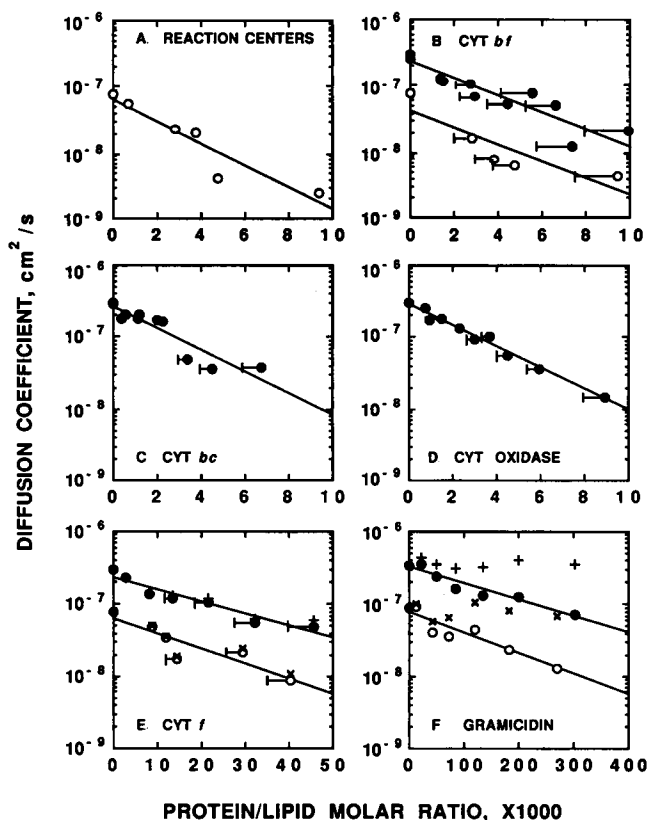 DIFFUSION COEFFICIENT, cm²/s
10⁻⁶
10⁻⁷
10⁻⁸
10⁻⁹
A. REACTION CENTERS
0 2 4 6 8 10
10⁻⁶
10⁻⁷
10⁻⁸
10⁻⁹
B CYT bf
0 2 4 6 8 10
10⁻⁶
10⁻⁷
10⁻⁸
10⁻⁹
C CYT bc
0 2 4 6 8 10
10⁻⁶
10⁻⁷
10⁻⁸
10⁻⁹
D CYT OXIDASE
0 2 4 6 8 10
10⁻⁶
10⁻⁷
10⁻⁸
10⁻⁹
E. CYT f
0 10 20 30 40 50
10⁻⁶
10⁻⁷
10⁻⁸
10⁻⁹
F GRAMICIDIN
0 100 200 300 400
PROTEIN/LIPID MOLAR RATIO, X1000